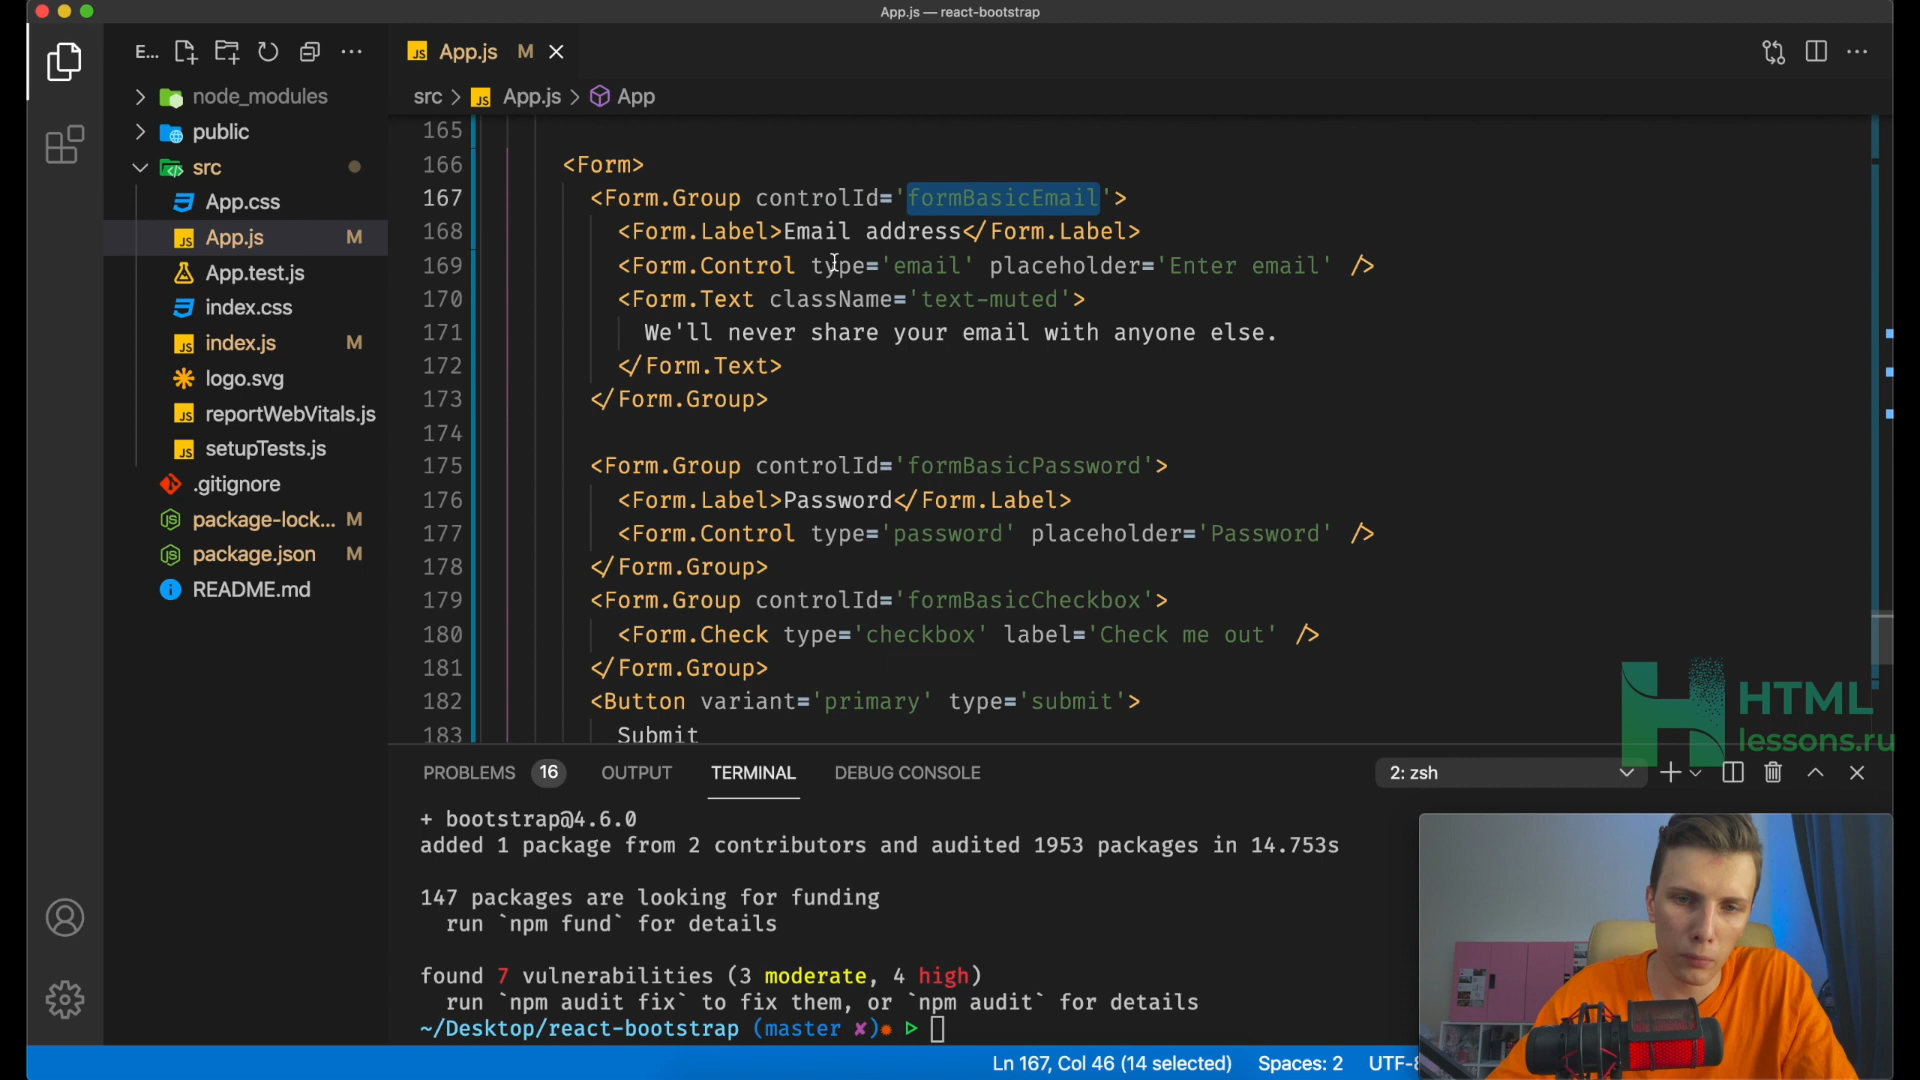 App.js — react-bootstrap
E...
App.js M
src > App.js > App
node_modules
public
src
App.css
App.js M
App.test.js
index.css
index.js M
logo.svg
reportWebVitals.js
setupTests.js
.gitignore
package-lock... M
package.json M
README.md
165
166 <Form>
167 <Form.Group controlId='formBasicEmail'>
168 <Form.Label>Email address</Form.Label>
169 <Form.Control type='email' placeholder='Enter email' />
170 <Form.Text className='text-muted'>
171 We'll never share your email with anyone else.
172 </Form.Text>
173 </Form.Group>
174
175 <Form.Group controlId='formBasicPassword'>
176 <Form.Label>Password</Form.Label>
177 <Form.Control type='password' placeholder='Password' />
178 </Form.Group>
179 <Form.Group controlId='formBasicCheckbox'>
180 <Form.Check type='checkbox' label='Check me out' />
181 </Form.Group>
182 <Button variant='primary' type='submit'>
183 Submit
HTML
lessons.ru
PROBLEMS 16 OUTPUT TERMINAL DEBUG CONSOLE 2: zsh
+ bootstrap@4.6.0
added 1 package from 2 contributors and audited 1953 packages in 14.753s
147 packages are looking for funding
run `npm fund` for details
found 7 vulnerabilities (3 moderate, 4 high)
run `npm audit fix` to fix them, or `npm audit` for details
~/Desktop/react-bootstrap (master ✘)✹ ▷
Ln 167, Col 46 (14 selected) Spaces: 2 UTF-8